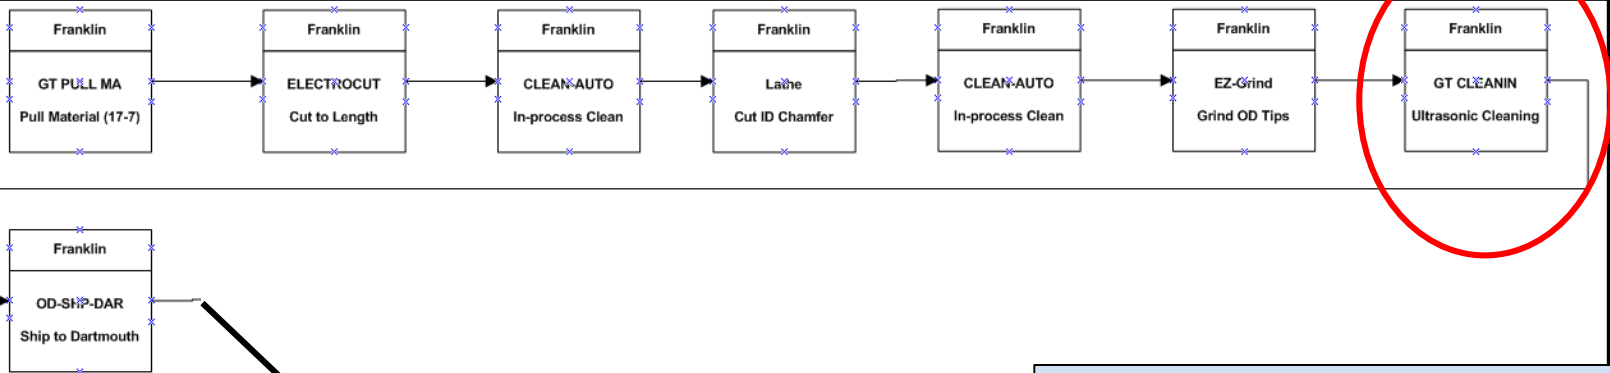 Franklin
GT PULL MA
Pull Material (17-7)
Franklin
ELECTROCUT
Cut to Length
Franklin
CLEAN-AUTO
In-process Clean
Franklin
Lathe
Cut ID Chamfer
Franklin
CLEAN-AUTO
In-process Clean
Franklin
EZ-Grind
Grind OD Tips
Franklin
GT CLEANIN
Ultrasonic Cleaning
Franklin
OD-SHP-DAR
Ship to Dartmouth